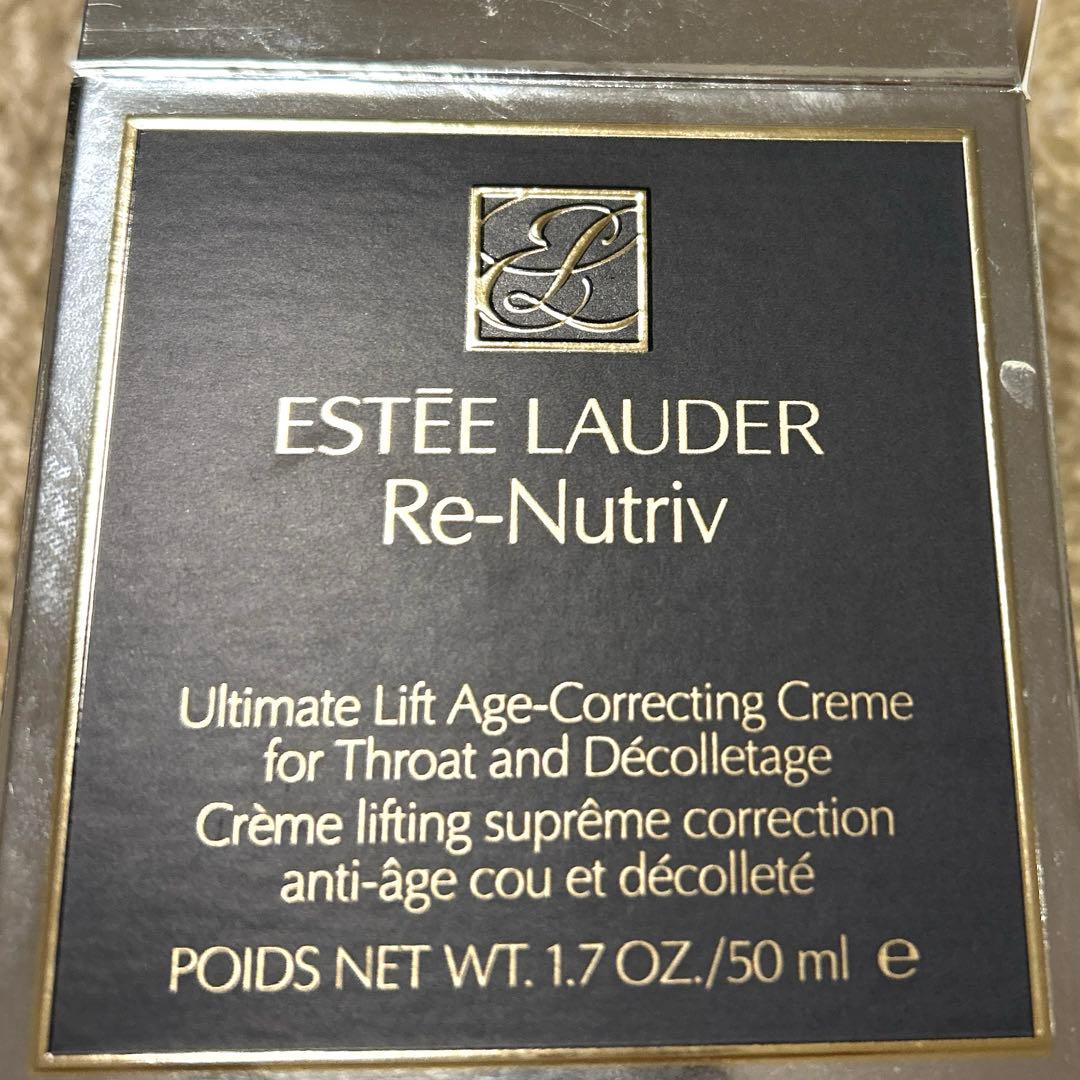 EL
ESTĒE LAUDER
Re-Nutriv
Ultimate Lift Age-Correcting Creme
for Throat and Décolletage
Crème lifting suprême correction
anti-âge cou et décolleté
POIDS NET WT. 1.7 OZ./50 ml ℮